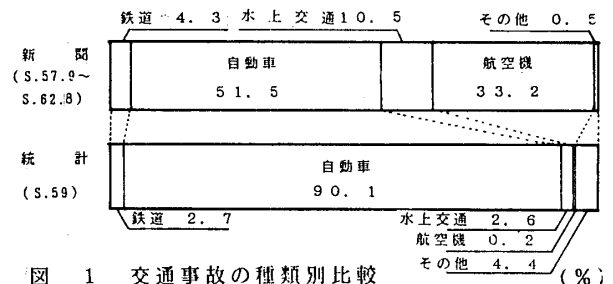 鉄道 4.3 水上交通10.5 その他 0.5
新聞 自動車 航空機
(S.57.9～ 51.5 33.2
S.62.8)
統計 自動車
(S.59) 90.1
鉄道 2.7 水上交通 2.6
航空機 0.2
その他 4.4
図 1 交通事故の種類別比較 (%)